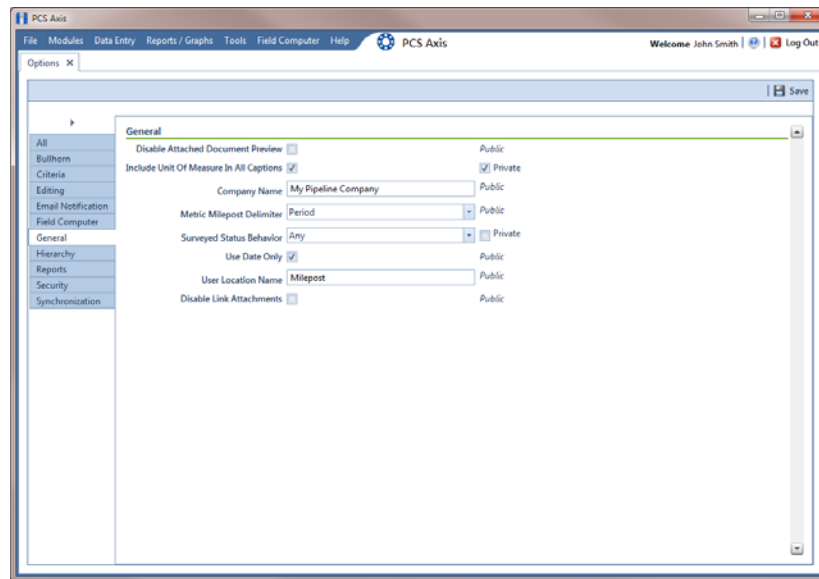 PCS Axis
File Modules Data Entry Reports / Graphs Tools Field Computer Help PCS Axis Welcome John Smith | | Log Out
Options
| Save
All
Bullhorn
Criteria
Editing
Email Notification
Field Computer
General
Hierarchy
Reports
Security
Synchronization
General
Disable Attached Document Preview Public
Include Unit Of Measure In All Captions Private
Company Name My Pipeline Company Public
Metric Milepost Delimiter Period Public
Surveyed Status Behavior Any Private
Use Date Only Public
User Location Name Milepost Public
Disable Link Attachments Public